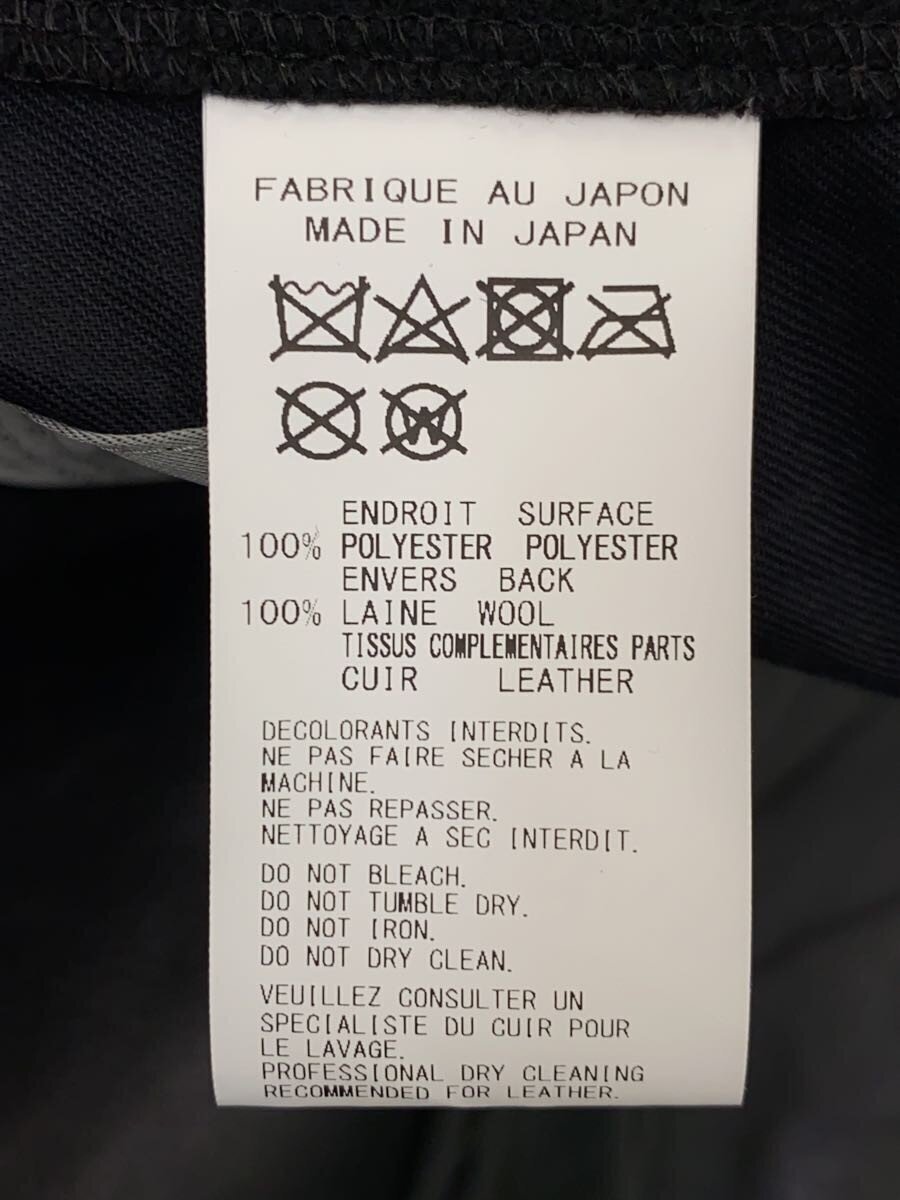 FABRIQUE AU JAPON
MADE IN JAPAN
W
ENDROIT SURFACE
100% POLYESTER POLYESTER
ENVERS BACK
100% LAINE WOOL
TISSUS COMPLEMENTAIRES PARTS
CUIR LEATHER
DECOLORANTS INTERDITS.
NE PAS FAIRE SECHER A LA
MACHINE.
NE PAS REPASSER.
NETTOYAGE A SEC INTERDIT.
DO NOT BLEACH.
DO NOT TUMBLE DRY.
DO NOT IRON.
DO NOT DRY CLEAN.
VEUILLEZ CONSULTER UN
SPECIALISTE DU CUIR POUR
LE LAVAGE.
PROFESSIONAL DRY CLEANING
RECOMMENDED FOR LEATHER.